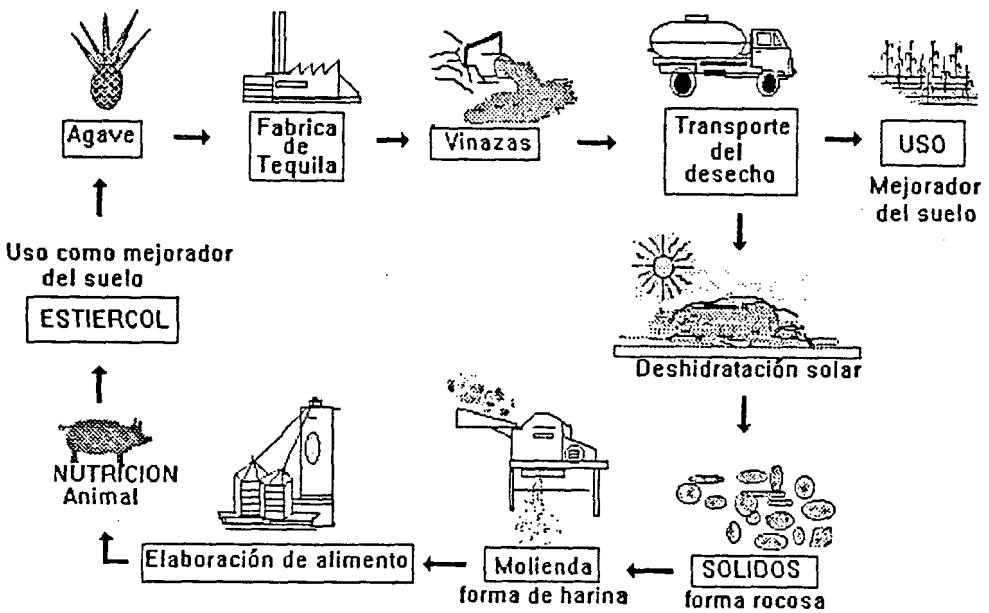 Agave
Fabrica
de
Tequila
Vinazas
Transporte
del
desecho
USO
Mejorador
del suelo
Deshidratación solar
SOLIDOS
forma rocosa
Molienda
forma de harina
Elaboración de alimento
NUTRICION
Animal
ESTIERCOL
Uso como mejorador
del suelo